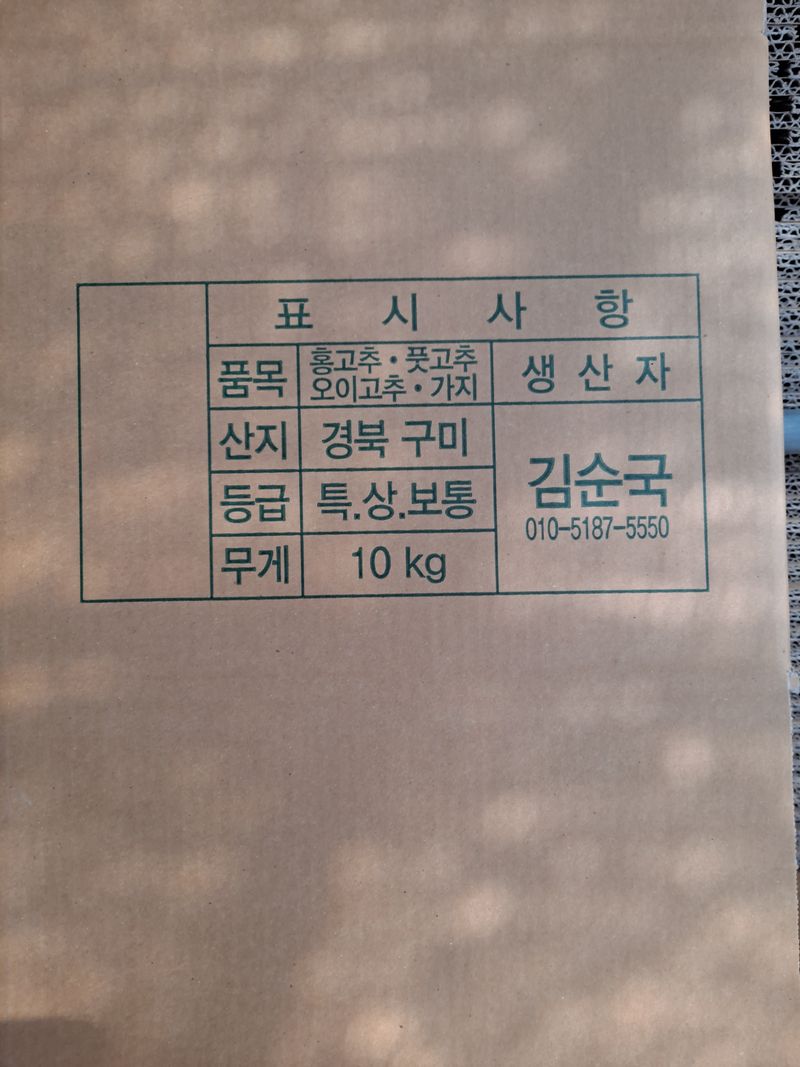 표 시 사 항
품목 홍고추·풋고추 생 산 자
오이고추·가지
산지 경북 구미
등급 특.상.보통
무게 10 kg
김순국
010-5187-5550